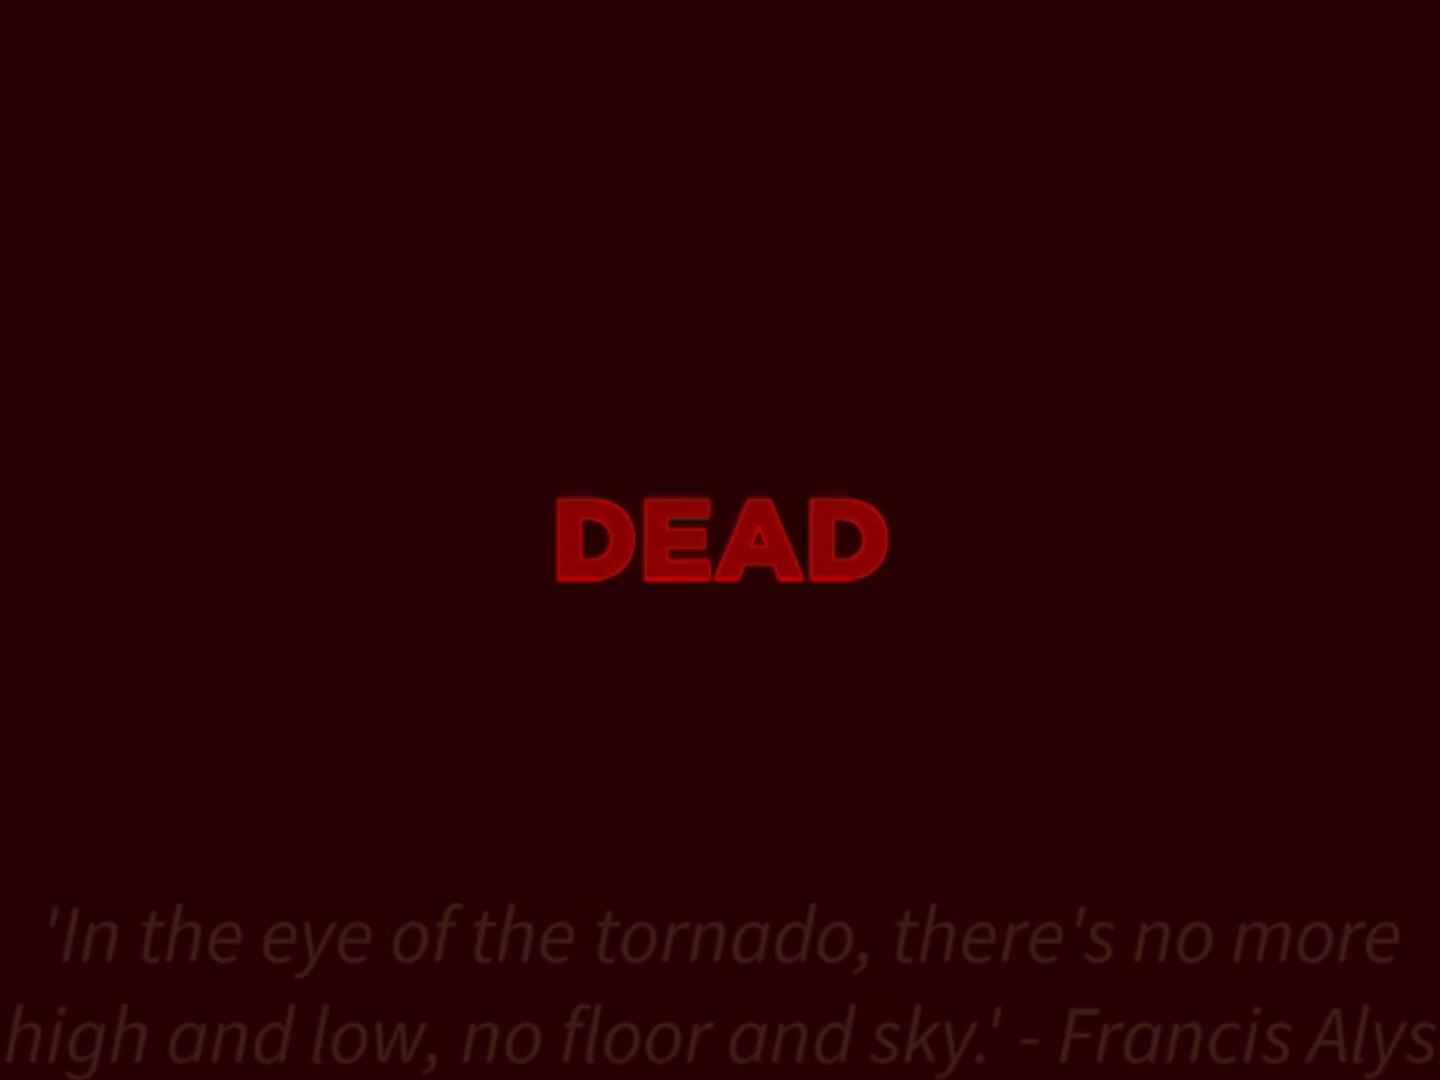 DEAD
'In the eye of the tornado, there's no more
high and low, no floor and sky.' - Francis Alys